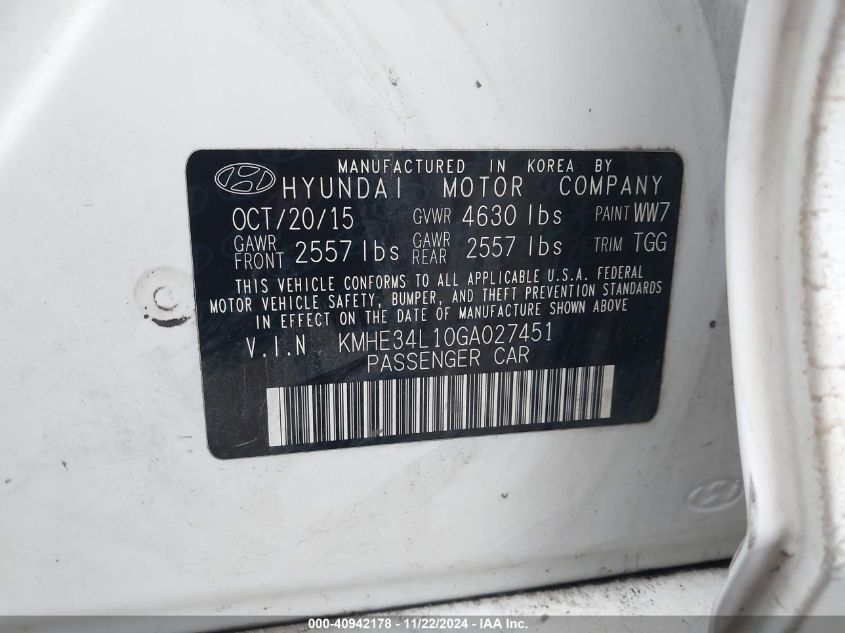 MANUFACTURED IN KOREA BY
HYUNDAI MOTOR COMPANY
OCT/20/15 GVWR 4630 lbs PAINT WW7
GAWR FRONT 2557 lbs GAWR REAR 2557 lbs TRIM TGG
THIS VEHICLE CONFORMS TO ALL APPLICABLE U.S.A. FEDERAL
MOTOR VEHICLE SAFETY, BUMPER, AND THEFT PREVENTION STANDARDS
IN EFFECT ON THE DATE OF MANUFACTURE SHOWN ABOVE
V.I.N KMHE34L10GA027451
PASSENGER CAR
000-40942178 - 11/22/2024 - IAA Inc.